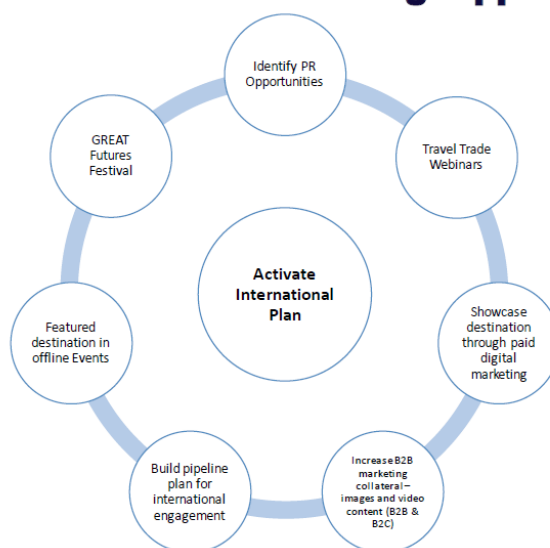 Identify PR
Opportunities
Travel Trade
Webinars
Showcase
destination
through paid
digital
marketing
Increase B2B
marketing
collateral–
images and video
content (B2B &
B2C)
Build pipeline
plan for
international
engagement
Featured
destination in
offline Events
GREAT
Futures
Festival
Activate
International
Plan